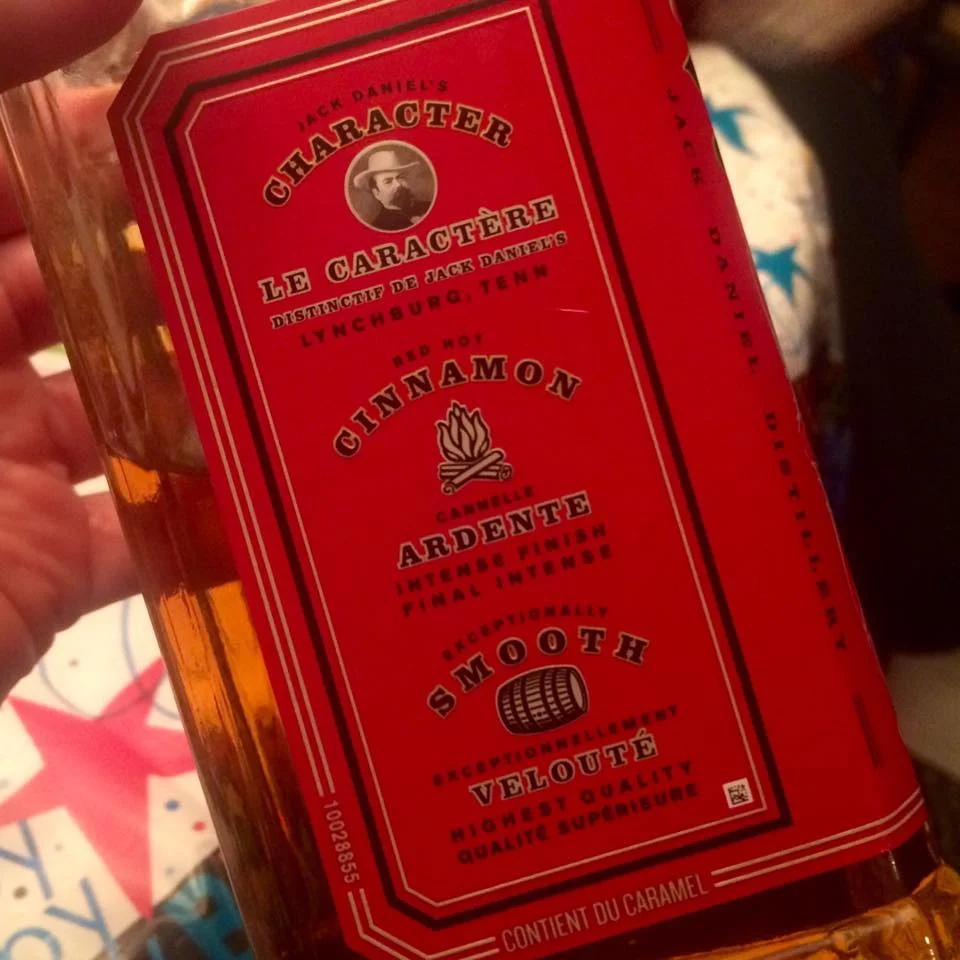 JACK DANIEL'S
CHARACTER
LE CARACTÈRE
DISTINCTIF DE JACK DANIEL'S
LYNCHBURG, TENN
RED HOT
CINNAMON
CANNELLE
ARDENTE
INTENSE FINISH
FINAL INTENSE
EXCEPTIONALLY
SMOOTH
EXCEPTIONNELLEMENT
VELOUTÉ
HIGHEST QUALITY
QUALITÉ SUPÉRIEURE
10028855
CONTIENT DU CARAMEL
JACK DANIEL DISTILLERY